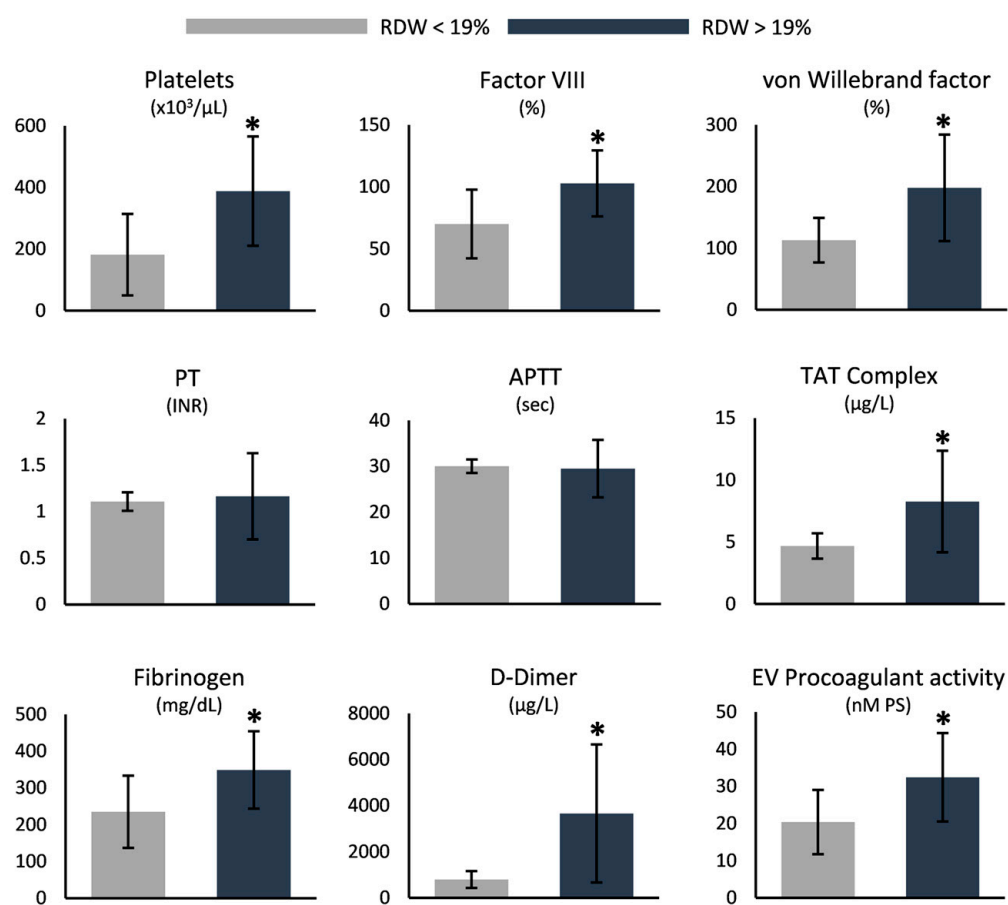 RDW < 19%
RDW > 19%
Platelets
(x10³/µL)
*
600
400
200
0
Factor VIII
(%)
*
150
100
50
0
von Willebrand factor
(%)
*
300
200
100
0
PT
(INR)
2
1.5
1
0.5
0
APTT
(sec)
40
30
20
10
0
TAT Complex
(µg/L)
*
15
10
5
0
Fibrinogen
(mg/dL)
*
500
400
300
200
100
0
D-Dimer
(µg/L)
*
8000
6000
4000
2000
0
EV Procoagulant activity
(nM PS)
*
50
40
30
20
10
0